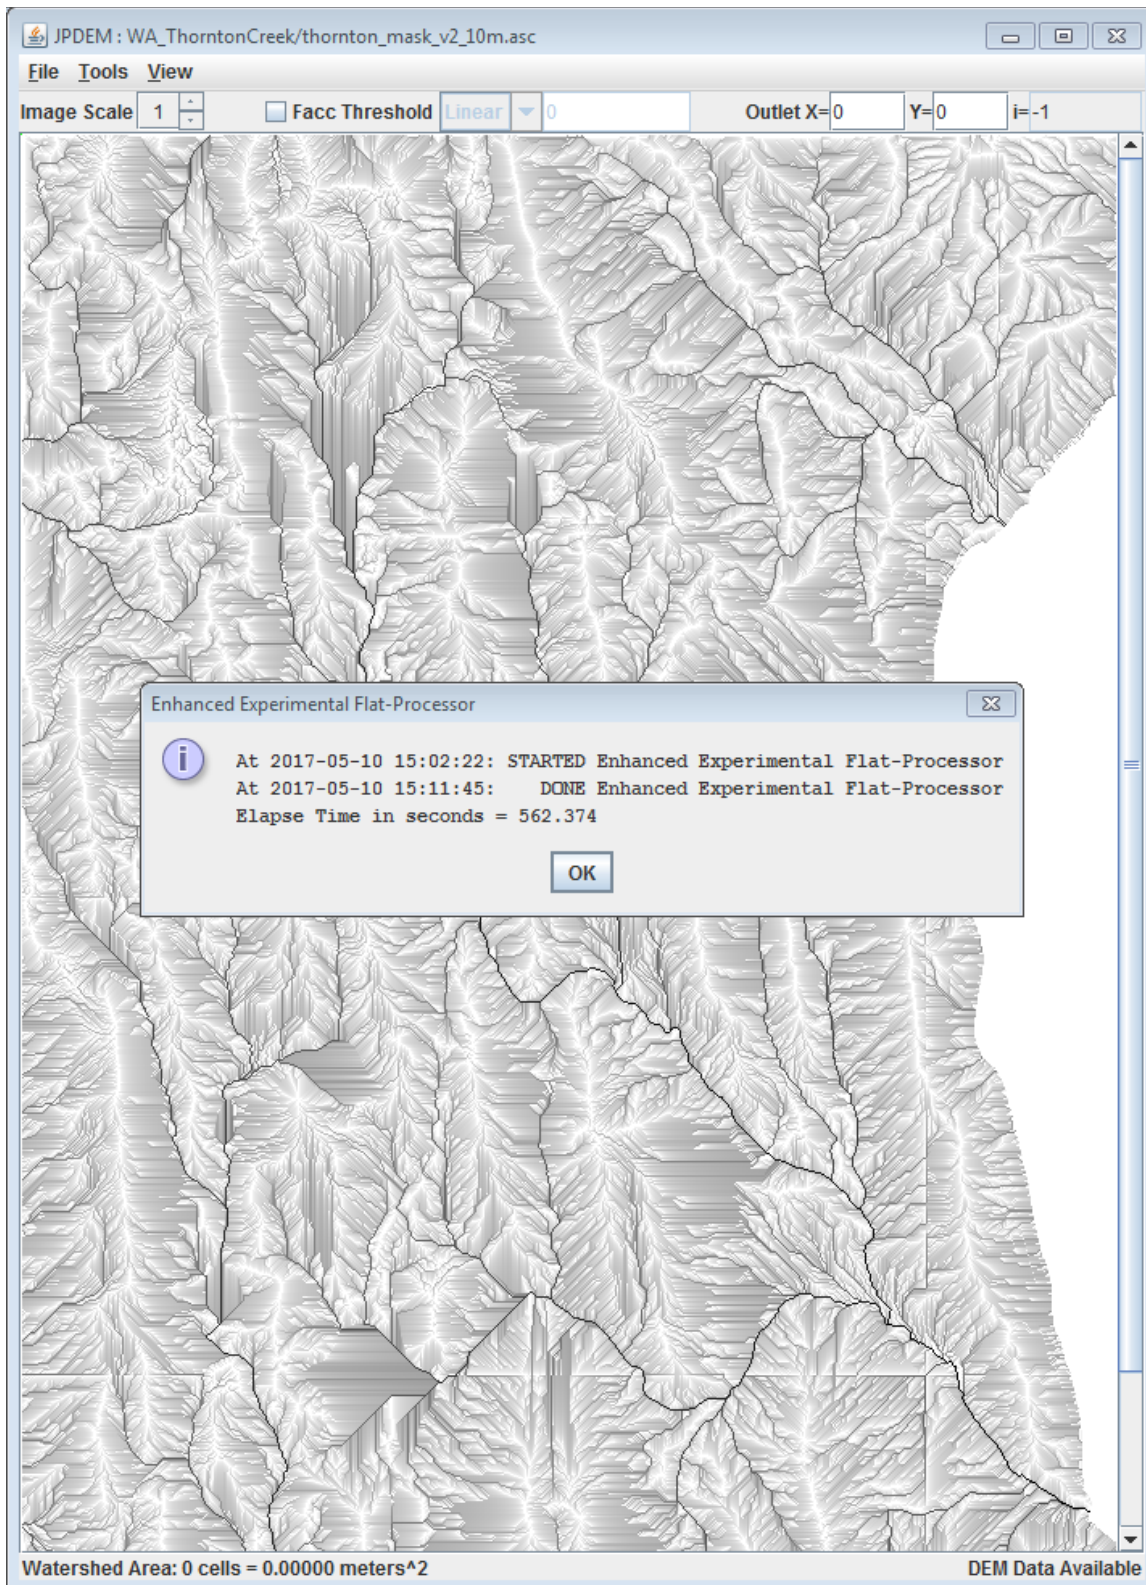 JPDEM : WA_ThorntonCreek/thornton_mask_v2_10m.asc
File Tools View
Image Scale 1 Facc Threshold Linear 0 Outlet X= 0 Y= 0 i= -1
Enhanced Experimental Flat-Processor
At 2017-05-10 15:02:22: STARTED Enhanced Experimental Flat-Processor
At 2017-05-10 15:11:45: DONE Enhanced Experimental Flat-Processor
Elapse Time in seconds = 562.374
OK
Watershed Area: 0 cells = 0.00000 meters^2 DEM Data Available